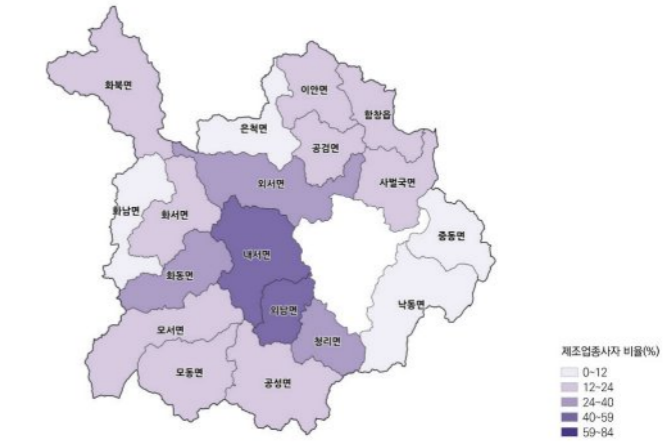 화북면
이안면
함창읍
은척면
공검면
외서면
사벌국면
화남면
화서면
중동면
내서면
화동면
낙동면
외남면
모서면
청리면
모동면
공성면
제조업종사자 비율(%)
0~12
12~24
24~40
40~59
59~84